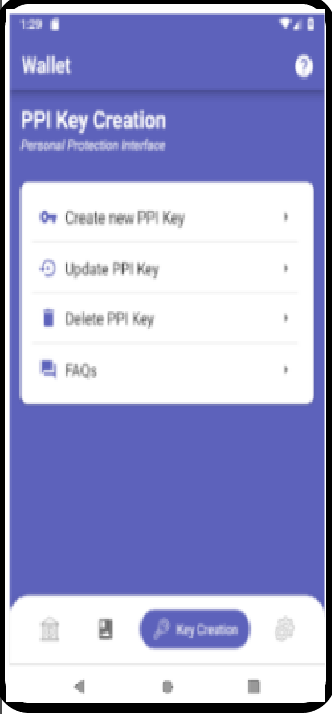 1:29
Wallet
PPI Key Creation
Personal Protection Interface
Create new PPI Key
Update PPI Key
Delete PPI Key
FAQs
Key Creation